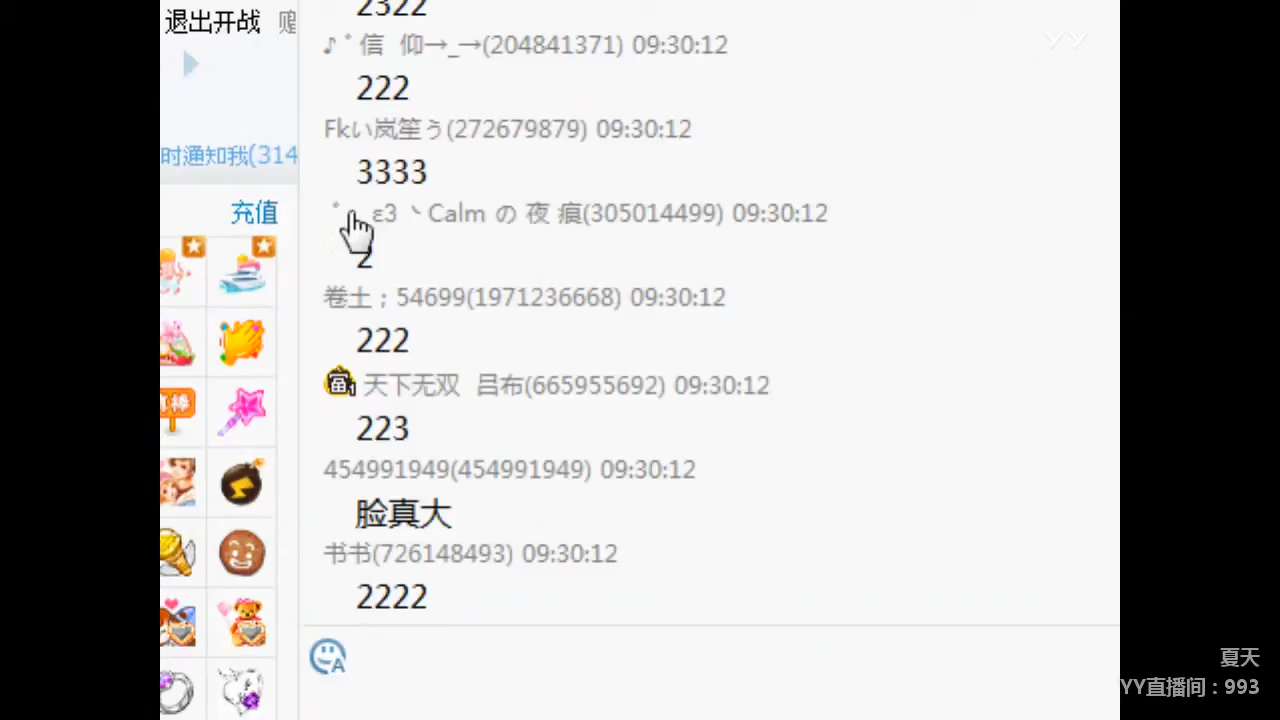 2322
退出开战
♪ ゜信 仰→_→(204841371) 09:30:12
222
Fkい岚笙う(272679879) 09:30:12
3333
时通知我(314
充值
ε3 丶Calm の 夜 痕(305014499) 09:30:12
2
卷土；54699(1971236668) 09:30:12
222
富1 天下无双 吕布(665955692) 09:30:12
223
454991949(454991949) 09:30:12
脸真大
书书(726148493) 09:30:12
2222
YY
夏天
YY直播间：993